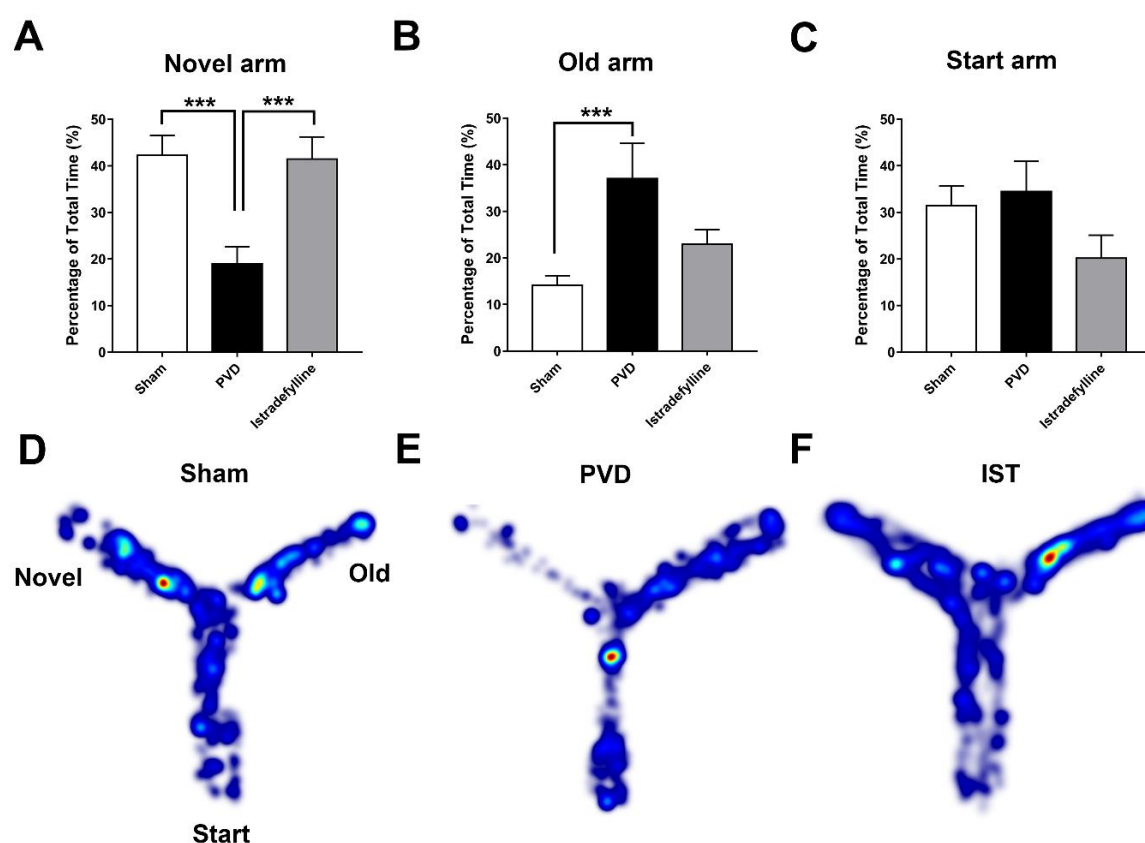 A
Novel arm
***
***
Percentage of Total Time (%)
50
40
30
20
10
0
Sham
PVD
Istradefylline
B
Old arm
***
Percentage of Total Time (%)
50
40
30
20
10
0
Sham
PVD
Istradefylline
C
Start arm
Percentage of Total Time (%)
50
40
30
20
10
0
Sham
PVD
Istradefylline
D
Sham
Novel
Old
Start
E
PVD
F
IST